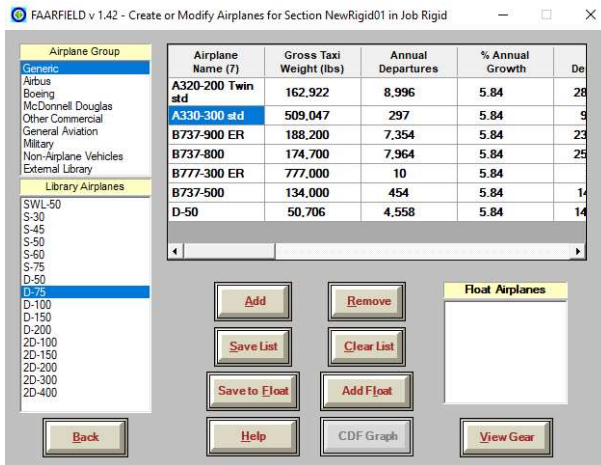 FAARFIELD v 1.42 - Create or Modify Airplanes for Section NewRigid01 in Job Rigid
Airplane Group
Generic
Airbus
Boeing
McDonnell Douglas
Other Commercial
General Aviation
Military
Non-Airplane Vehicles
External Library
Library Airplanes
SWL-50
S-30
S-45
S-50
S-60
S-75
D-50
D-75
D-100
D-150
D-200
2D-100
2D-150
2D-200
2D-300
2D-400
Airplane Name (7) Gross Taxi Weight (lbs) Annual Departures % Annual Growth De
A320-200 Twin std 162,922 8,996 5.84 28
A330-300 std 509,047 297 5.84 9
B737-900 ER 188,200 7,354 5.84 23
B737-800 174,700 7,964 5.84 25
B777-300 ER 777,000 10 5.84
B737-500 134,000 454 5.84 14
D-50 50,706 4,558 5.84 14
Add Remove
Save List Clear List
Save to Float Add Float
Help CDF Graph
Float Airplanes
Back
View Gear